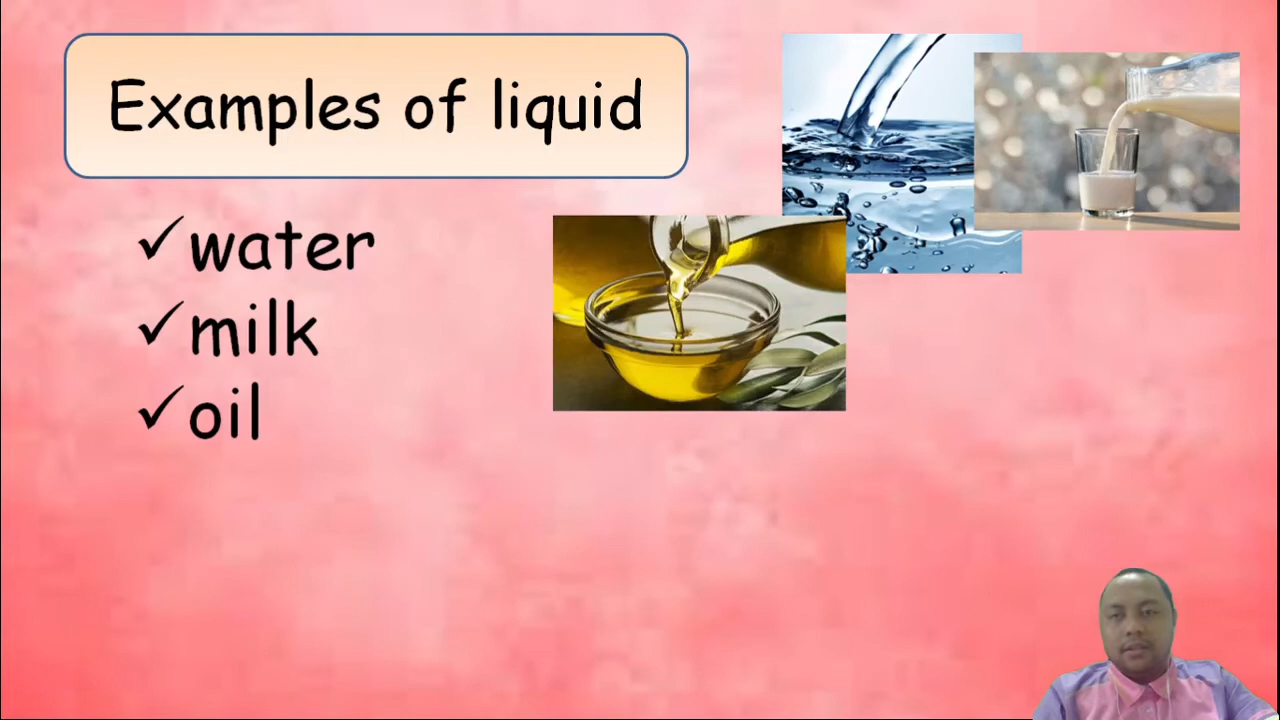 Examples of liquid
✓water
✓milk
✓oil